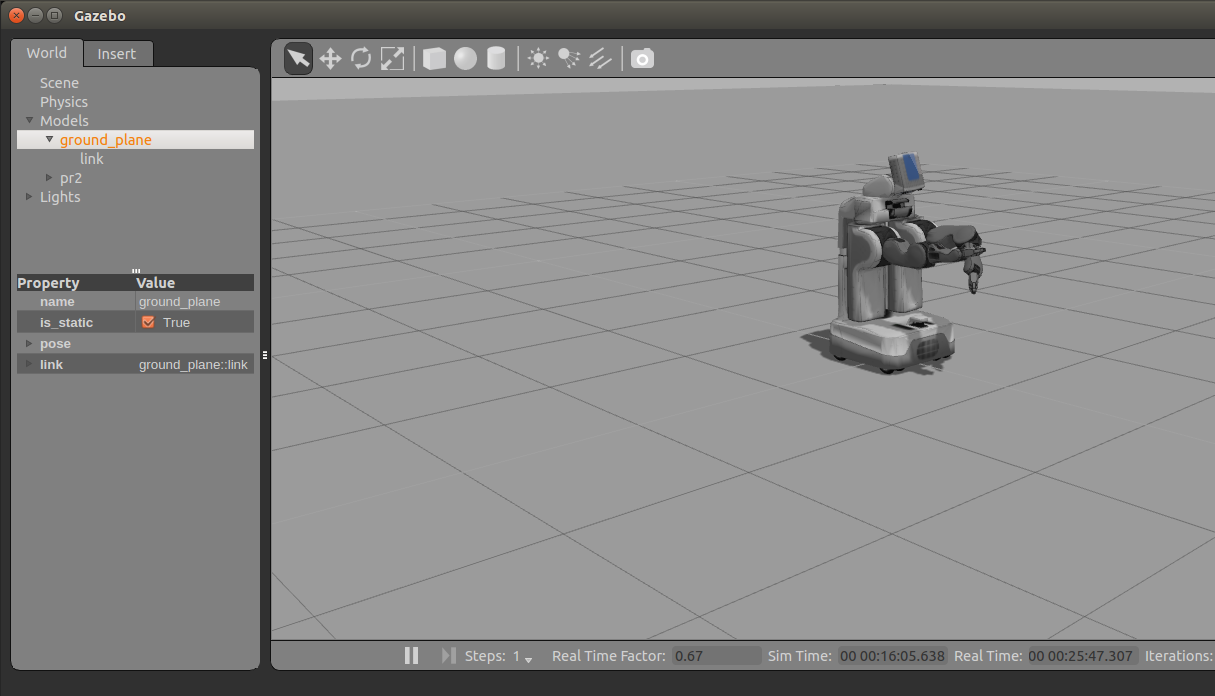 Gazebo
World Insert
Scene
Physics
Models
ground_plane
link
pr2
Lights
Property Value
name ground_plane
is_static True
pose
link ground_plane::link
Steps: 1 Real Time Factor: 0.67 Sim Time: 00 00:16:05.638 Real Time: 00 00:25:47.307 Iterations: